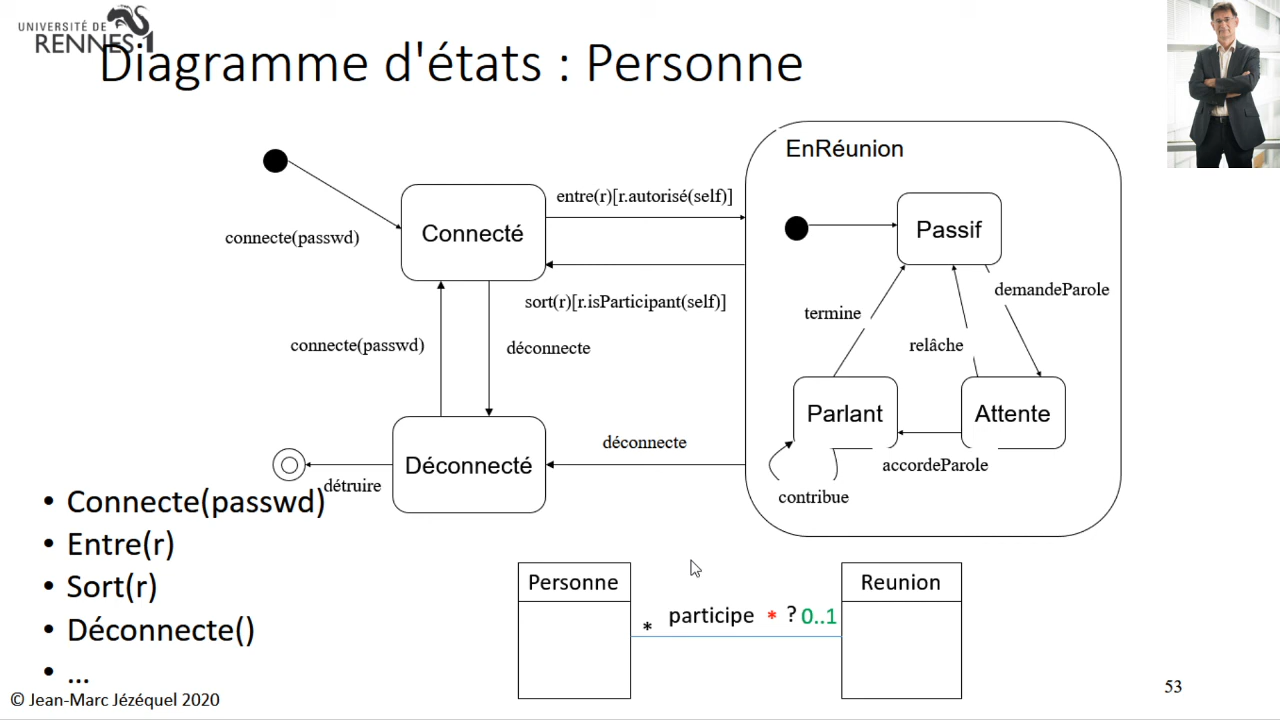 UNIVERSITÉ DE
RENNES 1
Diagramme d'états : Personne
EnRéunion
entre(r)[r.autorisé(self)]
Connecté
Passif
connecte(passwd)
demandeParole
sort(r)[r.isParticipant(self)]
termine
connecte(passwd)
déconnecte
relâche
Parlant
Attente
déconnecte
Déconnecté
accordeParole
détruire
contribue
• Connecte(passwd)
• Entre(r)
• Sort(r)
• Déconnecte()
• ...
Personne
Reunion
* participe * ? 0..1
© Jean-Marc Jézéquel 2020
53